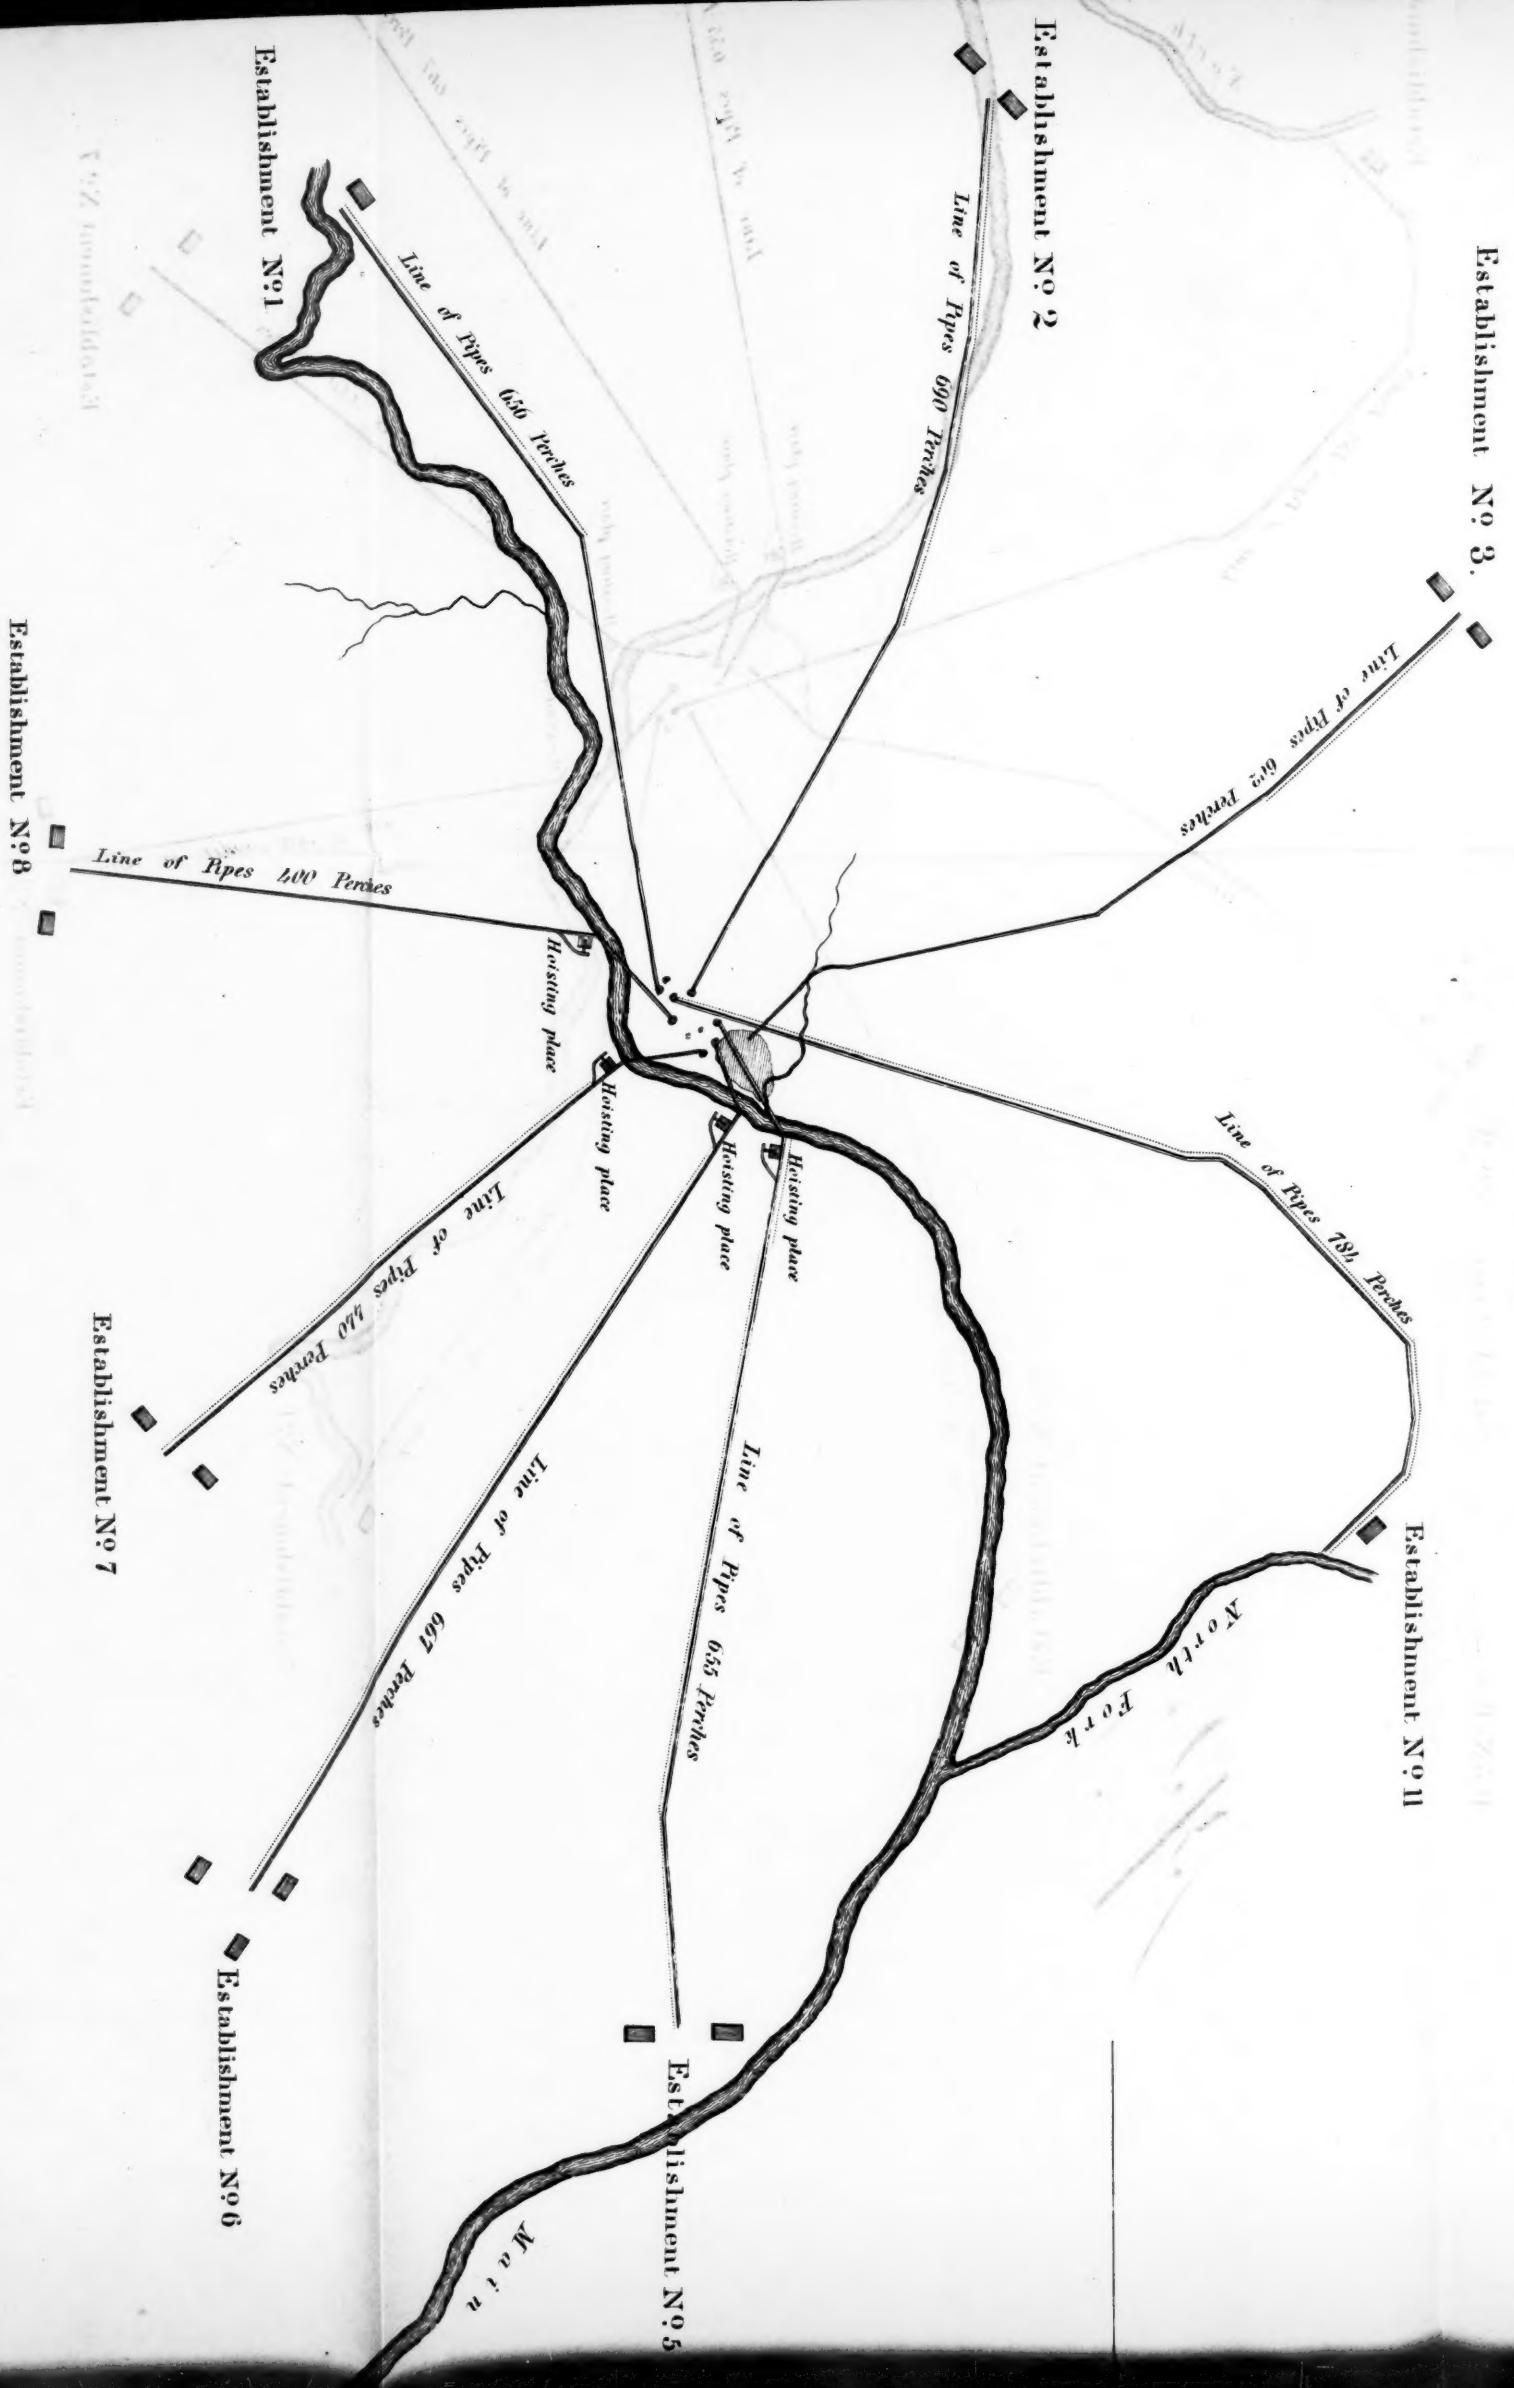 Establishment No. 1
Line of Pipes 656 Perches
Establishment No. 2
Line of Pipes 690 Perches
Establishment No. 3.
Line of Pipes 602 Perches
Establishment No. 8
Line of Pipes 400 Perches
Hoisting place
Hoisting place
Hoisting place
Hoisting place
Line of Pipes 440 Perches
Establishment No. 7
Line of Pipes 667 Perches
Establishment No. 6
Line of Pipes 655 Perches
Establishment No. 5
Line of Pipes 784 Perches
Establishment No. 11
North Fork
Main